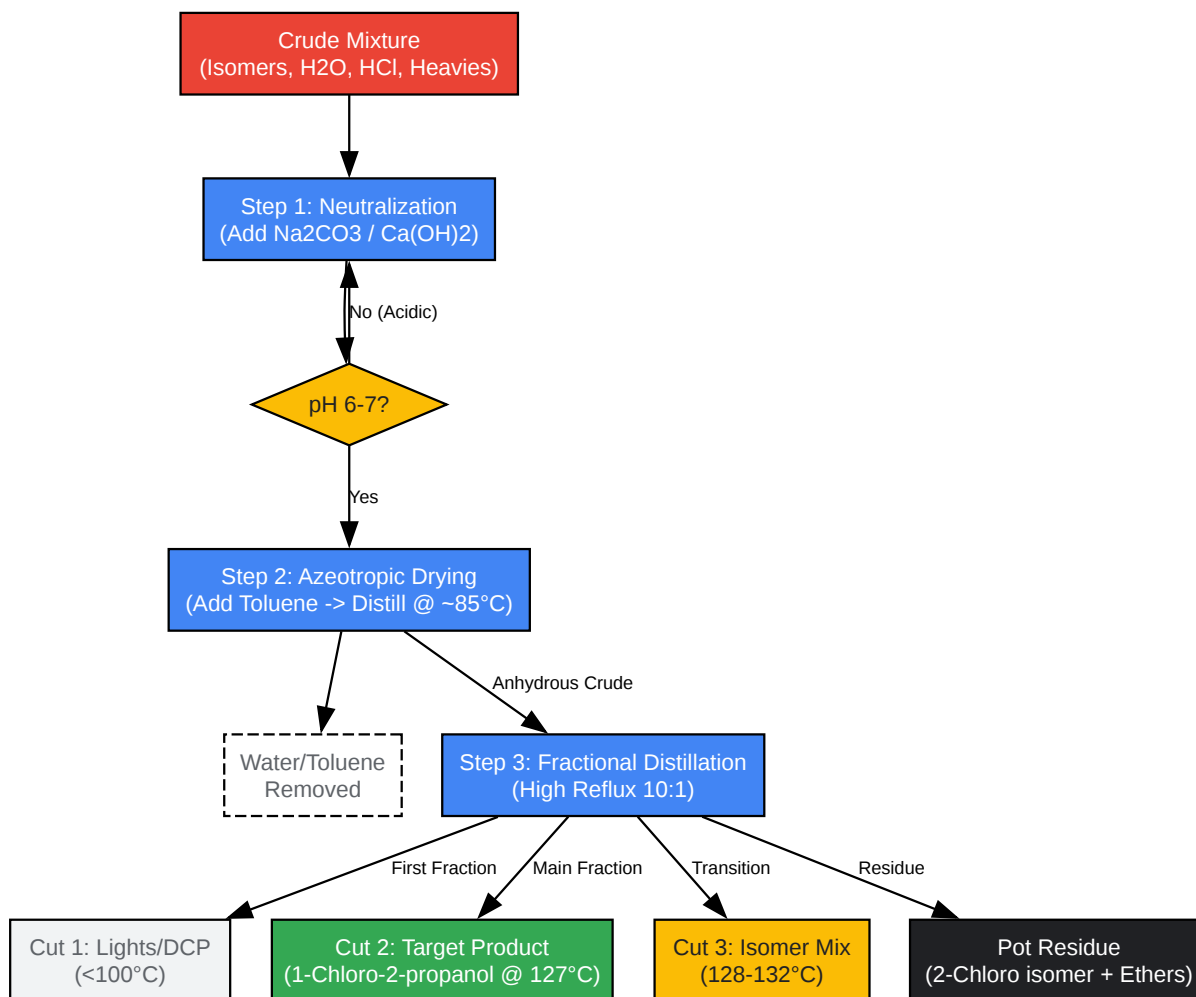 Crude Mixture
(Isomers, H2O, HCl, Heavies)
Step 1: Neutralization
(Add Na2CO3 / Ca(OH)2)
No (Acidic)
pH 6-7?
Yes
Step 2: Azeotropic Drying
(Add Toluene -> Distill @ ~85°C)
Anhydrous Crude
Water/Toluene
Removed
Step 3: Fractional Distillation
(High Reflux 10:1)
First Fraction
Main Fraction
Transition
Residue
Cut 1: Lights/DCP
(<100°C)
Cut 2: Target Product
(1-Chloro-2-propanol @ 127°C)
Cut 3: Isomer Mix
(128-132°C)
Pot Residue
(2-Chloro isomer + Ethers)